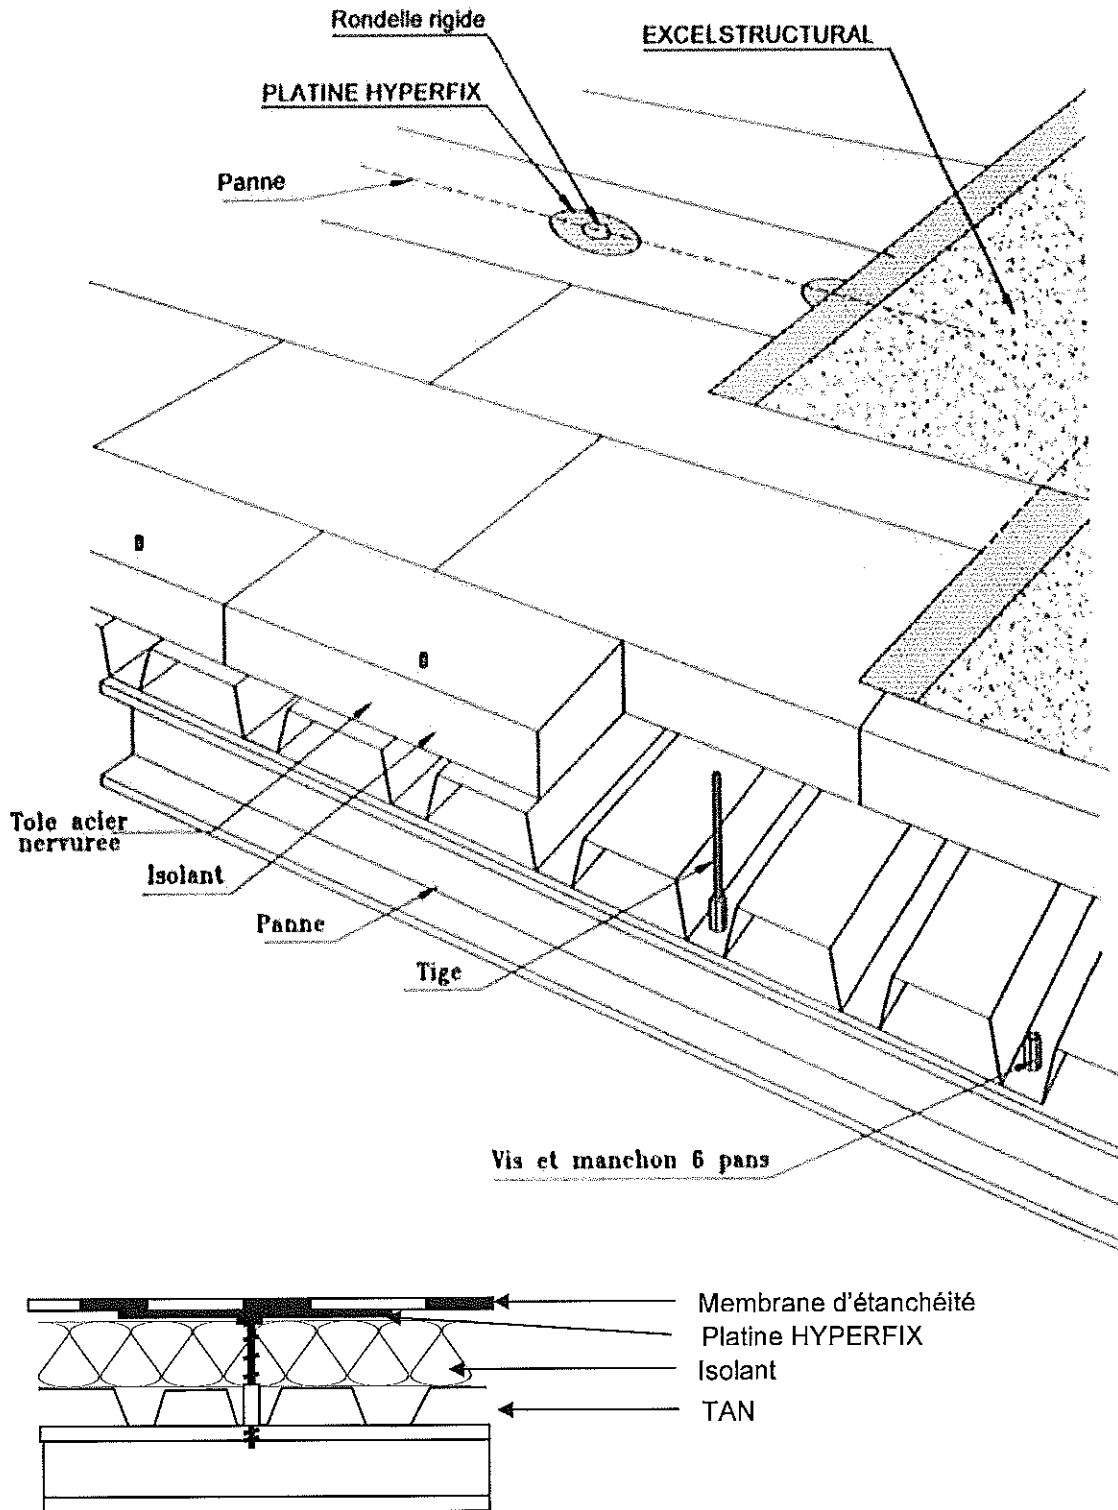 Rondelle rigide
EXCELSTRUCTURAL
PLATINE HYPERFIX
Panne
Tole acier
nervuree
Isolant
Panne
Tige
Vis et manchon 6 pans
Membrane d'étanchéité
Platine HYPERFIX
Isolant
TAN